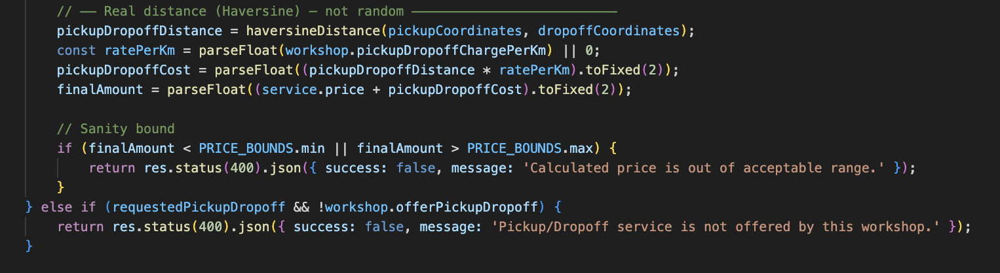 // —— Real distance (Haversine) — not random ——————————————————————————
pickupDropoffDistance = haversineDistance(pickupCoordinates, dropoffCoordinates);
const ratePerKm = parseFloat(workshop.pickupDropoffChargePerKm) || 0;
pickupDropoffCost = parseFloat((pickupDropoffDistance * ratePerKm).toFixed(2));
finalAmount = parseFloat((service.price + pickupDropoffCost).toFixed(2));
// Sanity bound
if (finalAmount < PRICE_BOUNDS.min || finalAmount > PRICE_BOUNDS.max) {
return res.status(400).json({ success: false, message: 'Calculated price is out of acceptable range.' });
}
} else if (requestedPickupDropoff && !workshop.offerPickupDropoff) {
return res.status(400).json({ success: false, message: 'Pickup/Dropoff service is not offered by this workshop.' });
}